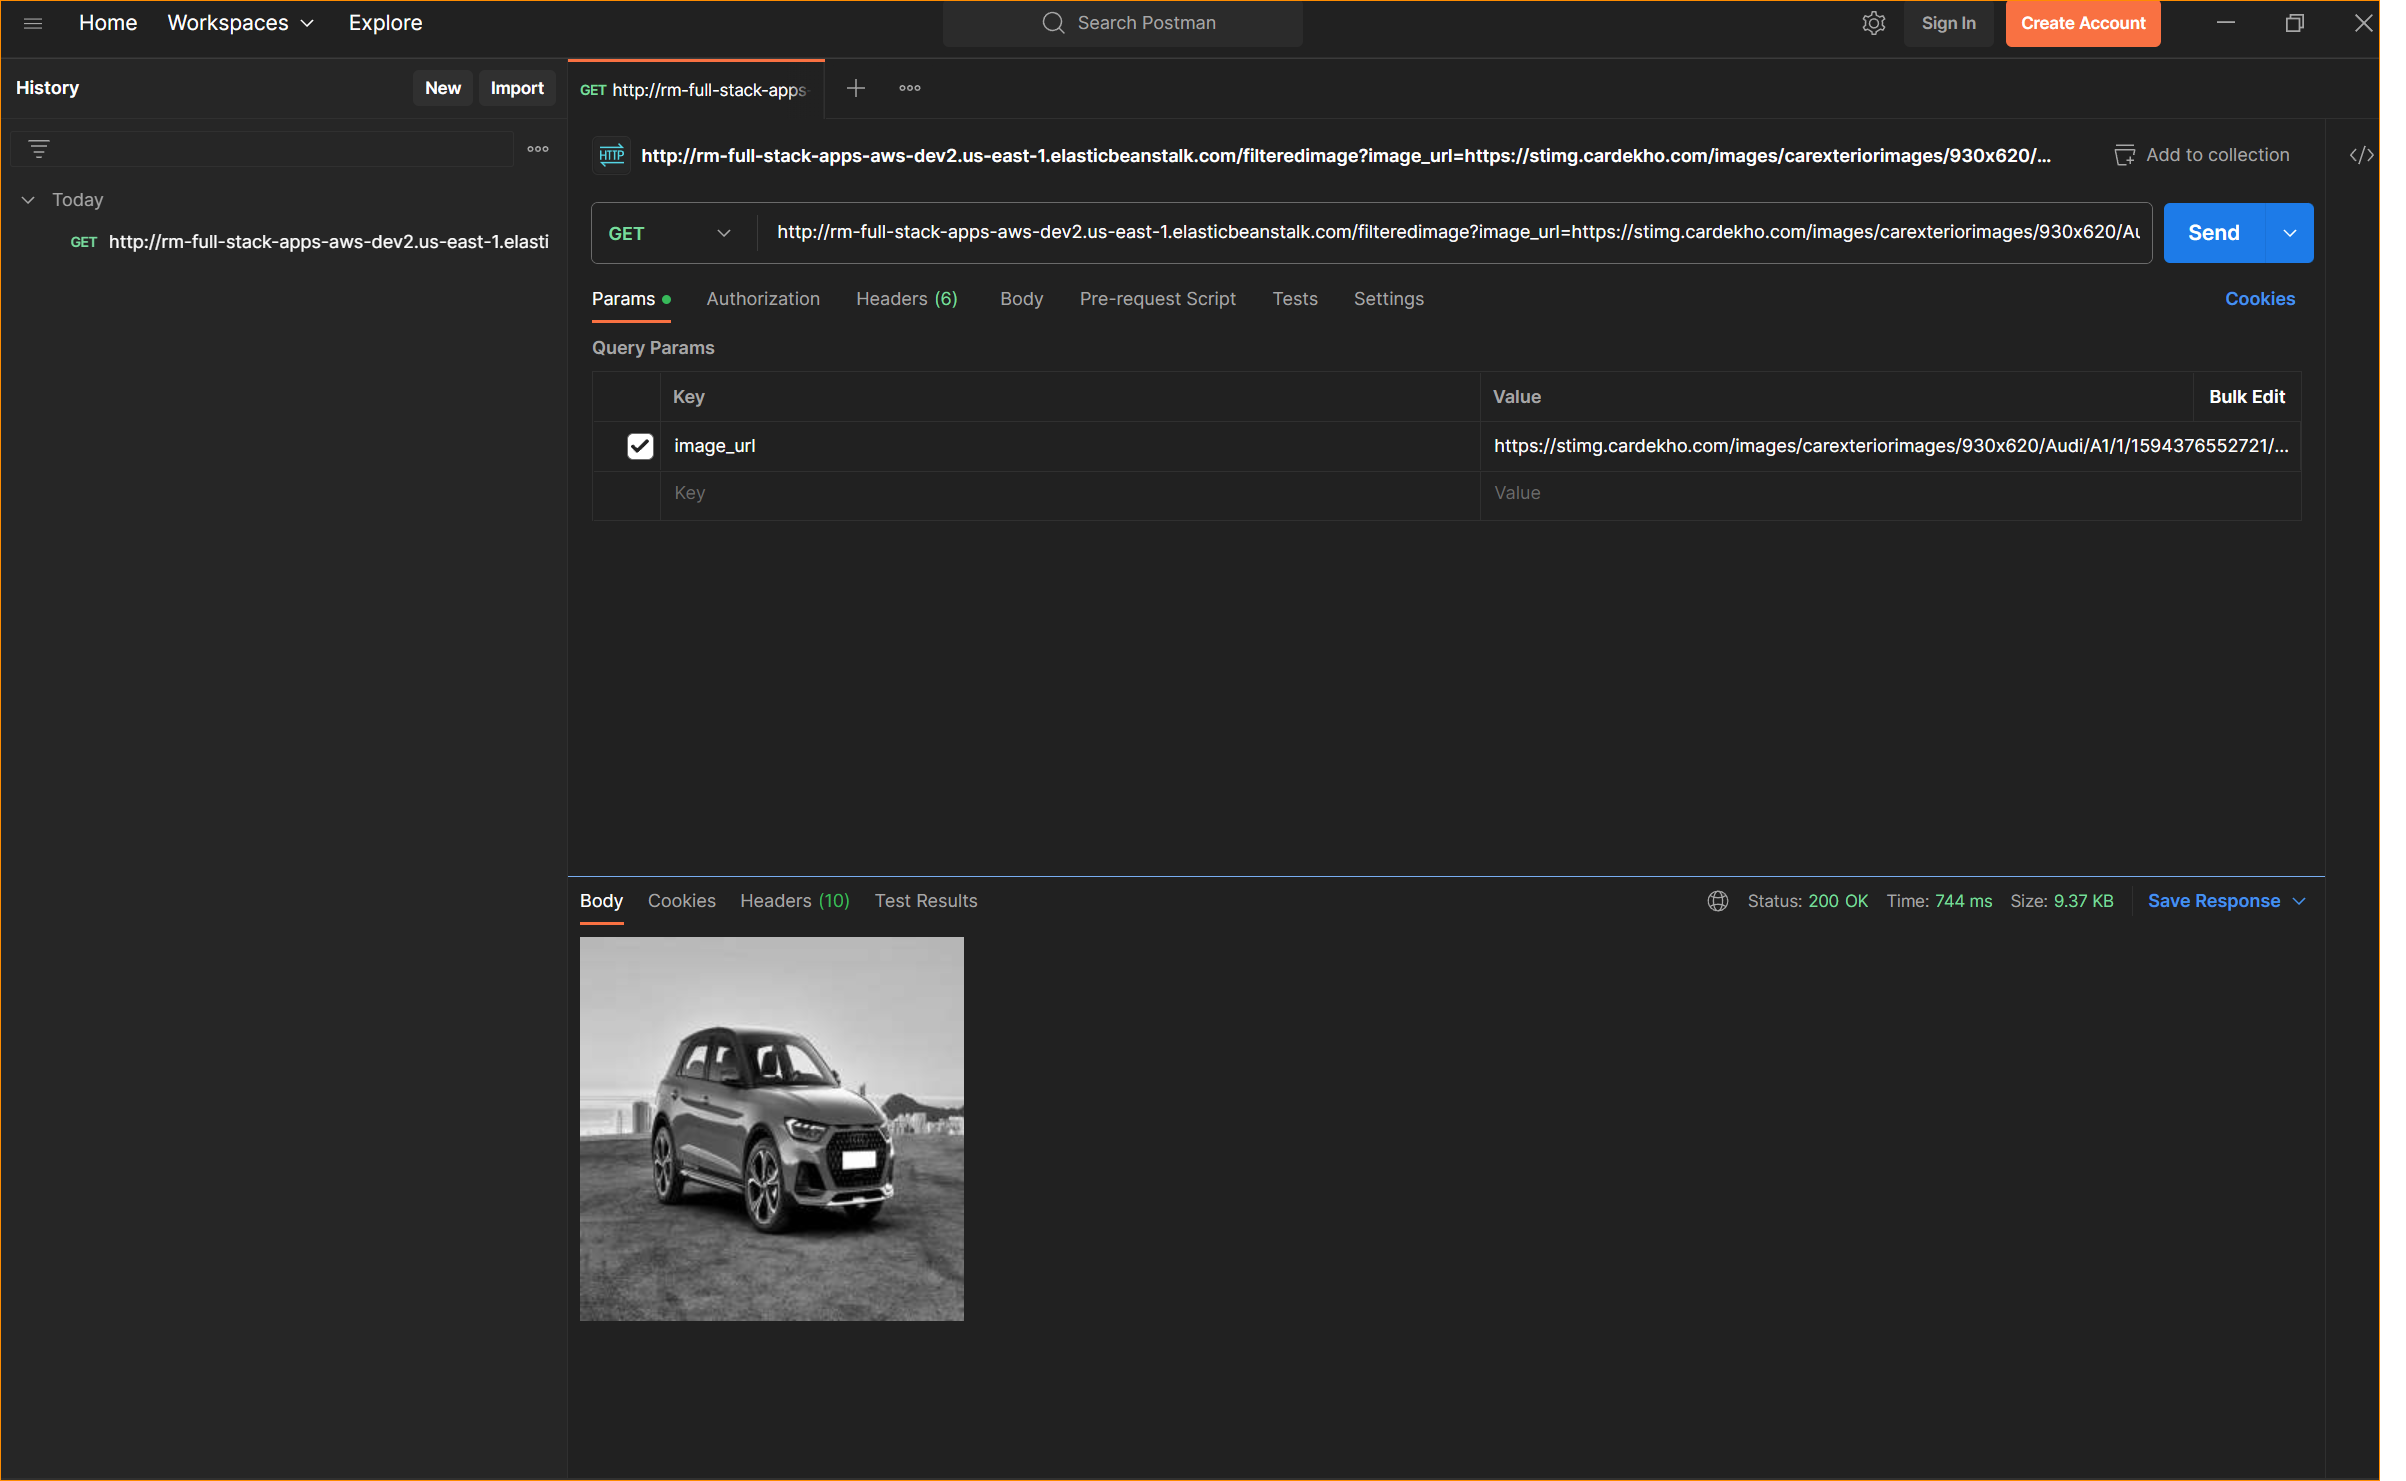 Home Workspaces Explore Search Postman Sign In Create Account
History New Import
GET http://rm-full-stack-apps-
Today
GET http://rm-full-stack-apps-aws-dev2.us-east-1.elasti
HTTP http://rm-full-stack-apps-aws-dev2.us-east-1.elasticbeanstalk.com/filteredimage?image_url=https://stimg.cardekho.com/images/carexteriorimages/930x620/... Add to collection </>
GET http://rm-full-stack-apps-aws-dev2.us-east-1.elasticbeanstalk.com/filteredimage?image_url=https://stimg.cardekho.com/images/carexteriorimages/930x620/Au Send
Params Authorization Headers (6) Body Pre-request Script Tests Settings Cookies
Query Params
Key Value Bulk Edit
image_url https://stimg.cardekho.com/images/carexteriorimages/930x620/Audi/A1/1/1594376552721/...
Key Value
Body Cookies Headers (10) Test Results Status: 200 OK Time: 744 ms Size: 9.37 KB Save Response